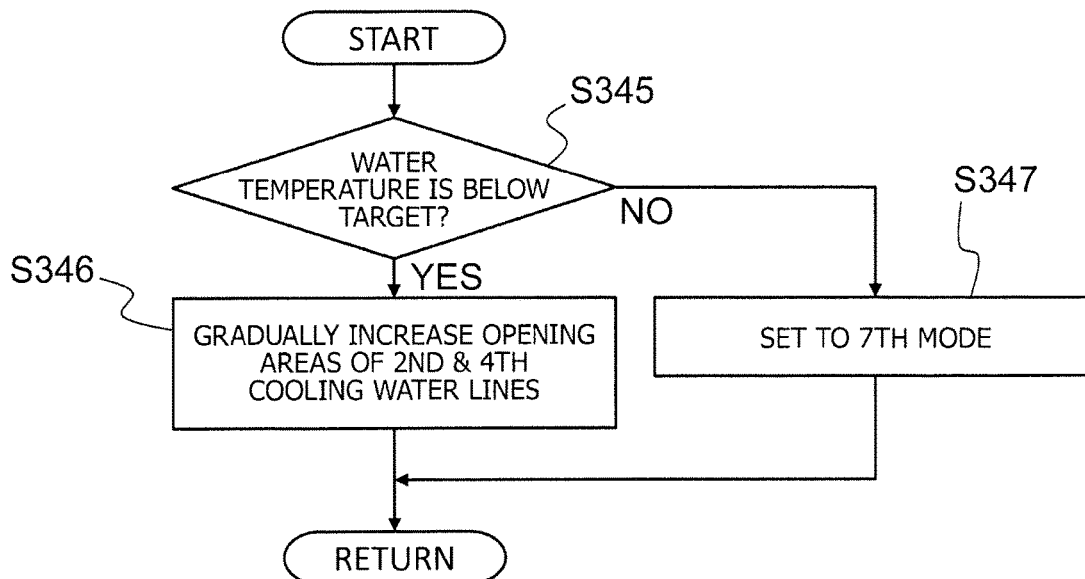 START
S345
WATER
TEMPERATURE IS BELOW
TARGET?
NO
S347
S346
YES
GRADUALLY INCREASE OPENING
AREAS OF 2ND & 4TH
COOLING WATER LINES
SET TO 7TH MODE
RETURN